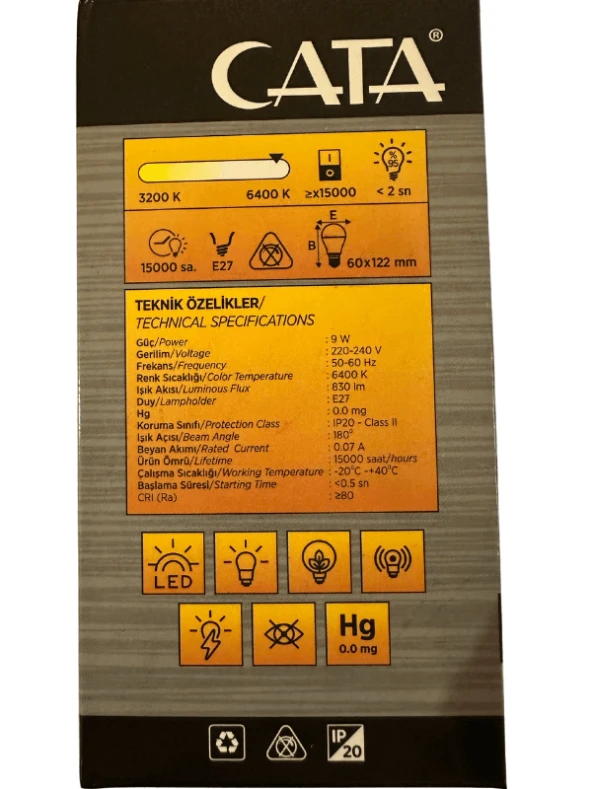 CATA®
3200 K 6400 K ≥x15000 < 2 sn
% 95
15000 sa. E27 B E 60x122 mm
TEKNİK ÖZELİKLER/
TECHNICAL SPECIFICATIONS
Güç/Power : 9 W
Gerilim/Voltage : 220-240 V
Frekans/Frequency : 50-60 Hz
Renk Sıcaklığı/Color Temperature : 6400 K
Işık Akısı/Luminous Flux : 830 lm
Duy/Lampholder : E27
Hg : 0.0 mg
Koruma Sınıfı/Protection Class : IP20 - Class II
Işık Açısı/Beam Angle : 180°
Beyan Akımı/Rated Current : 0.07 A
Ürün Ömrü/Lifetime : 15000 saat/hours
Çalışma Sıcaklığı/Working Temperature : -20°C -+40°C
Başlama Süresi/Starting Time : <0.5 sn
CRI (Ra) : ≥80
LED
Hg
0.0 mg
IP
20